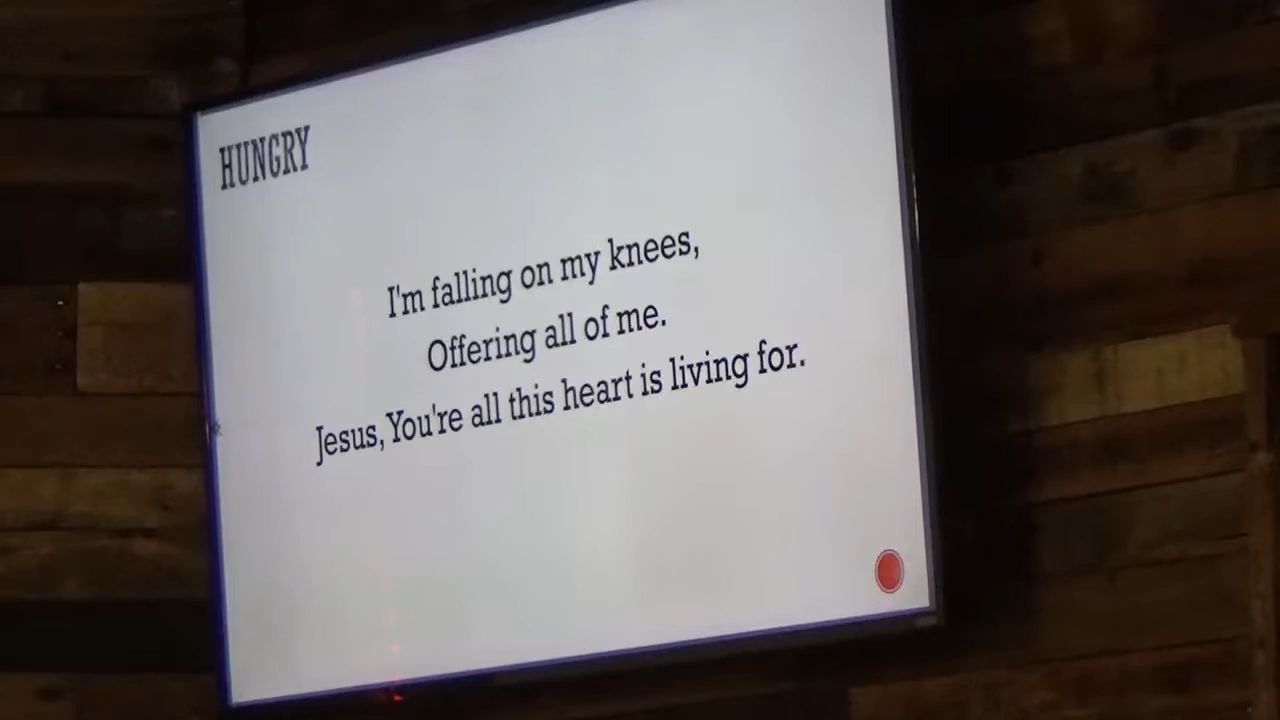 HUNGRY
I'm falling on my knees,
Offering all of me.
Jesus, You're all this heart is living for.